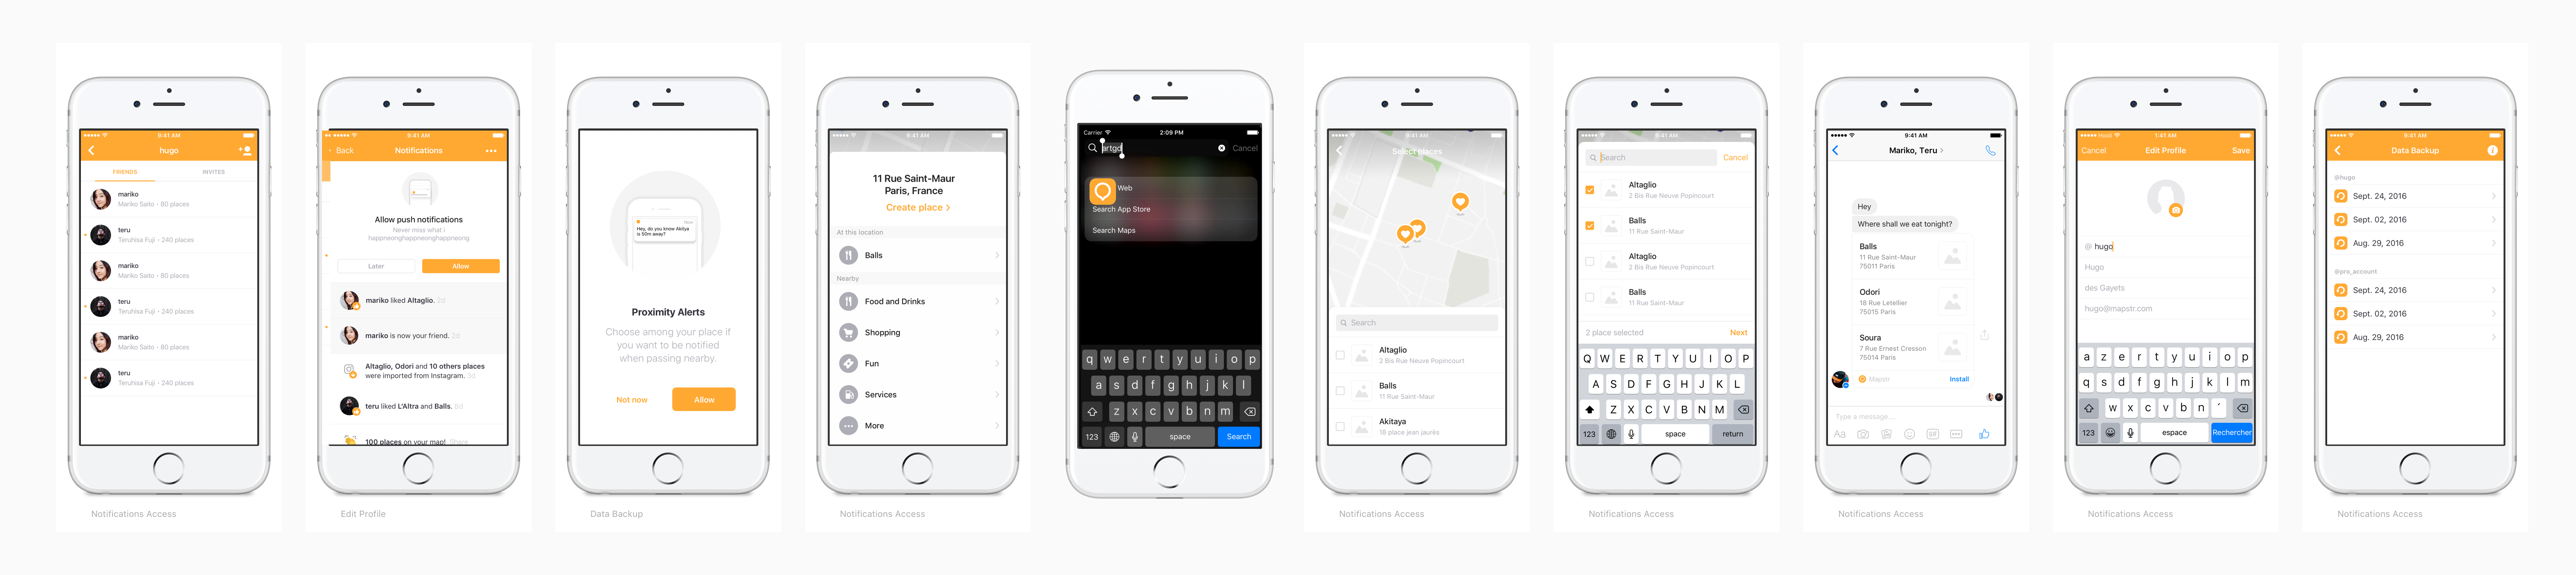 9:41 AM
hugo
FRIENDS
INVITES
mariko
Mariko Saito • 80 places
teru
Teruhisa Fuji • 240 places
mariko
Mariko Saito • 80 places
teru
Teruhisa Fuji • 240 places
mariko
Mariko Saito • 80 places
teru
Teruhisa Fuji • 240 places
Notifications Access
9:41 AM
Back
Notifications
Allow push notifications
Never miss what i
happneonghappneonghappneong
Later
Allow
mariko liked Altaglio. 2d
mariko is now your friend. 2d
Altaglio, Odori and 10 others places
were imported from Instagram. 3d
teru liked L'Altra and Balls. 8d
100 places on your map! Share
Edit Profile
Now
Hey, do you know Akitya
is 50m away?
Proximity Alerts
Choose among your place if
you want to be notified
when passing nearby.
Not now
Allow
Data Backup
9:41 AM
11 Rue Saint-Maur
Paris, France
Create place
At this location
Balls
Nearby
Food and Drinks
Shopping
Fun
Services
More
Notifications Access
Carrier
2:09 PM
artgd
Cancel
Web
Search App Store
Search Maps
q w e r t y u i o p
a s d f g h j k l
z x c v b n m
123
space
Search
9:41 AM
Select places
Search
Altaglio
2 Bis Rue Neuve Popincourt
Balls
11 Rue Saint-Maur
Akitaya
18 place jean jaurès
Notifications Access
9:41 AM
Search
Cancel
Altaglio
2 Bis Rue Neuve Popincourt
Balls
11 Rue Saint-Maur
Altaglio
2 Bis Rue Neuve Popincourt
Balls
11 Rue Saint-Maur
2 place selected
Next
Q W E R T Y U I O P
A S D F G H J K L
Z X C V B N M
123
space
return
Notifications Access
9:41 AM
Mariko, Teru
Hey
Where shall we eat tonight?
Balls
11 Rue Saint-Maur
75011 Paris
Odori
18 Rue Letellier
75015 Paris
Soura
7 Rue Ernest Cresson
75014 Paris
Mapstr
Install
Type a message...
Aa
GIF
Notifications Access
1:41 AM
Cancel
Edit Profile
Save
@ hugo
Hugo
des Gayets
hugo@mapstr.com
a z e r t y u i o p
q s d f g h j k l m
w x c v b n ´
123
espace
Rechercher
Notifications Access
9:41 AM
Data Backup
@hugo
Sept. 24, 2016
Sept. 02, 2016
Aug. 29, 2016
@pro_account
Sept. 24, 2016
Sept. 02, 2016
Aug. 29, 2016
Notifications Access